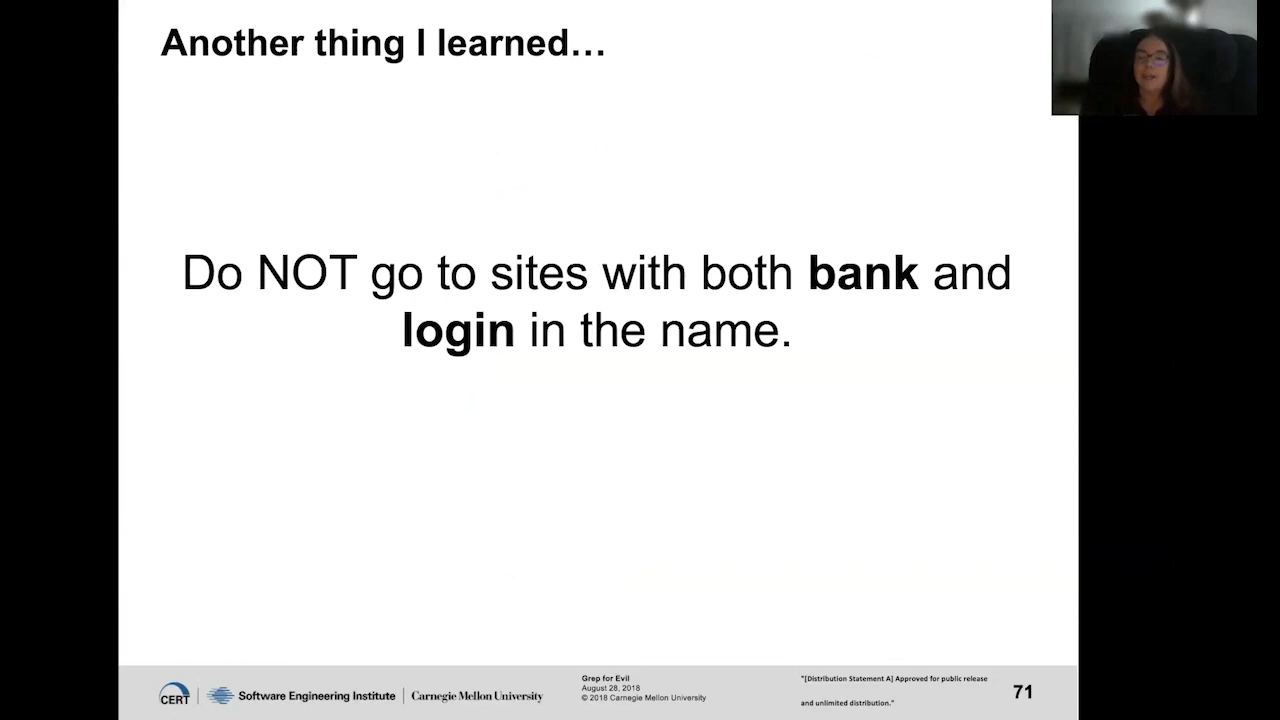 Another thing I learned…
Do NOT go to sites with both bank and
login in the name.
CERT
Software Engineering Institute
Carnegie Mellon University
Grep for Evil
August 28, 2018
© 2018 Carnegie Mellon University
"[Distribution Statement A] Approved for public release
and unlimited distribution."
71